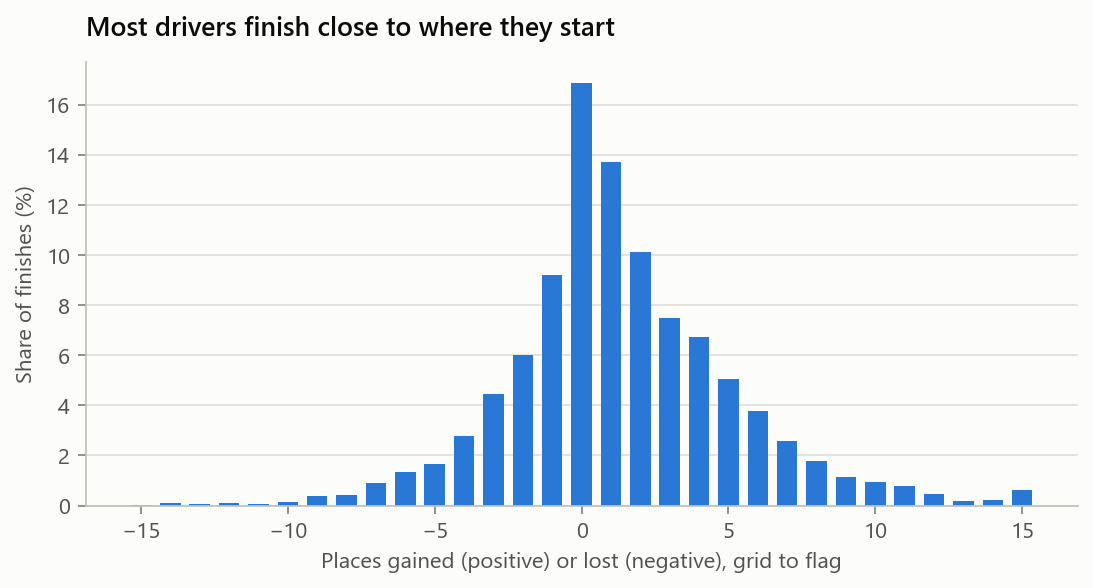 Most drivers finish close to where they start
Share of finishes (%)
16
14
12
10
8
6
4
2
0
−15 −10 −5 0 5 10 15
Places gained (positive) or lost (negative), grid to flag